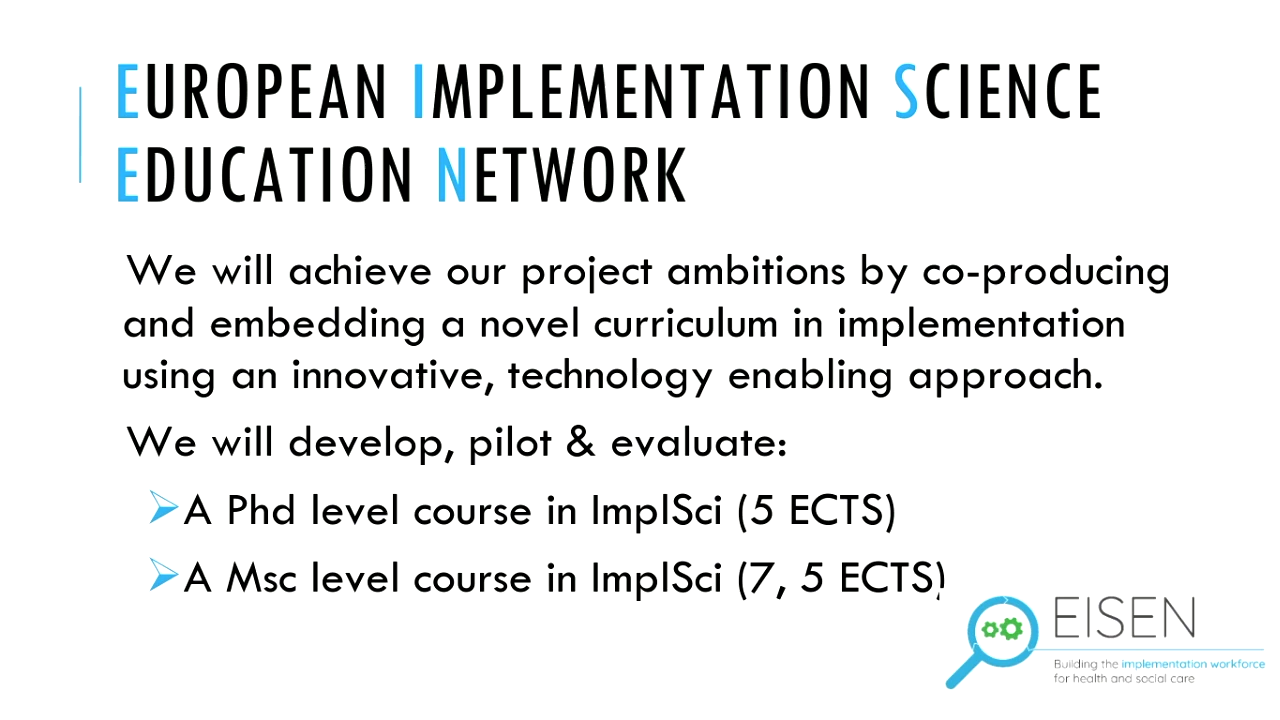 EUROPEAN IMPLEMENTATION SCIENCE
EDUCATION NETWORK
We will achieve our project ambitions by co-producing
and embedding a novel curriculum in implementation
using an innovative, technology enabling approach.
We will develop, pilot & evaluate:
A Phd level course in ImplSci (5 ECTS)
A Msc level course in ImplSci (7, 5 ECTS)
EISEN
Building the implementation workforce
for health and social care